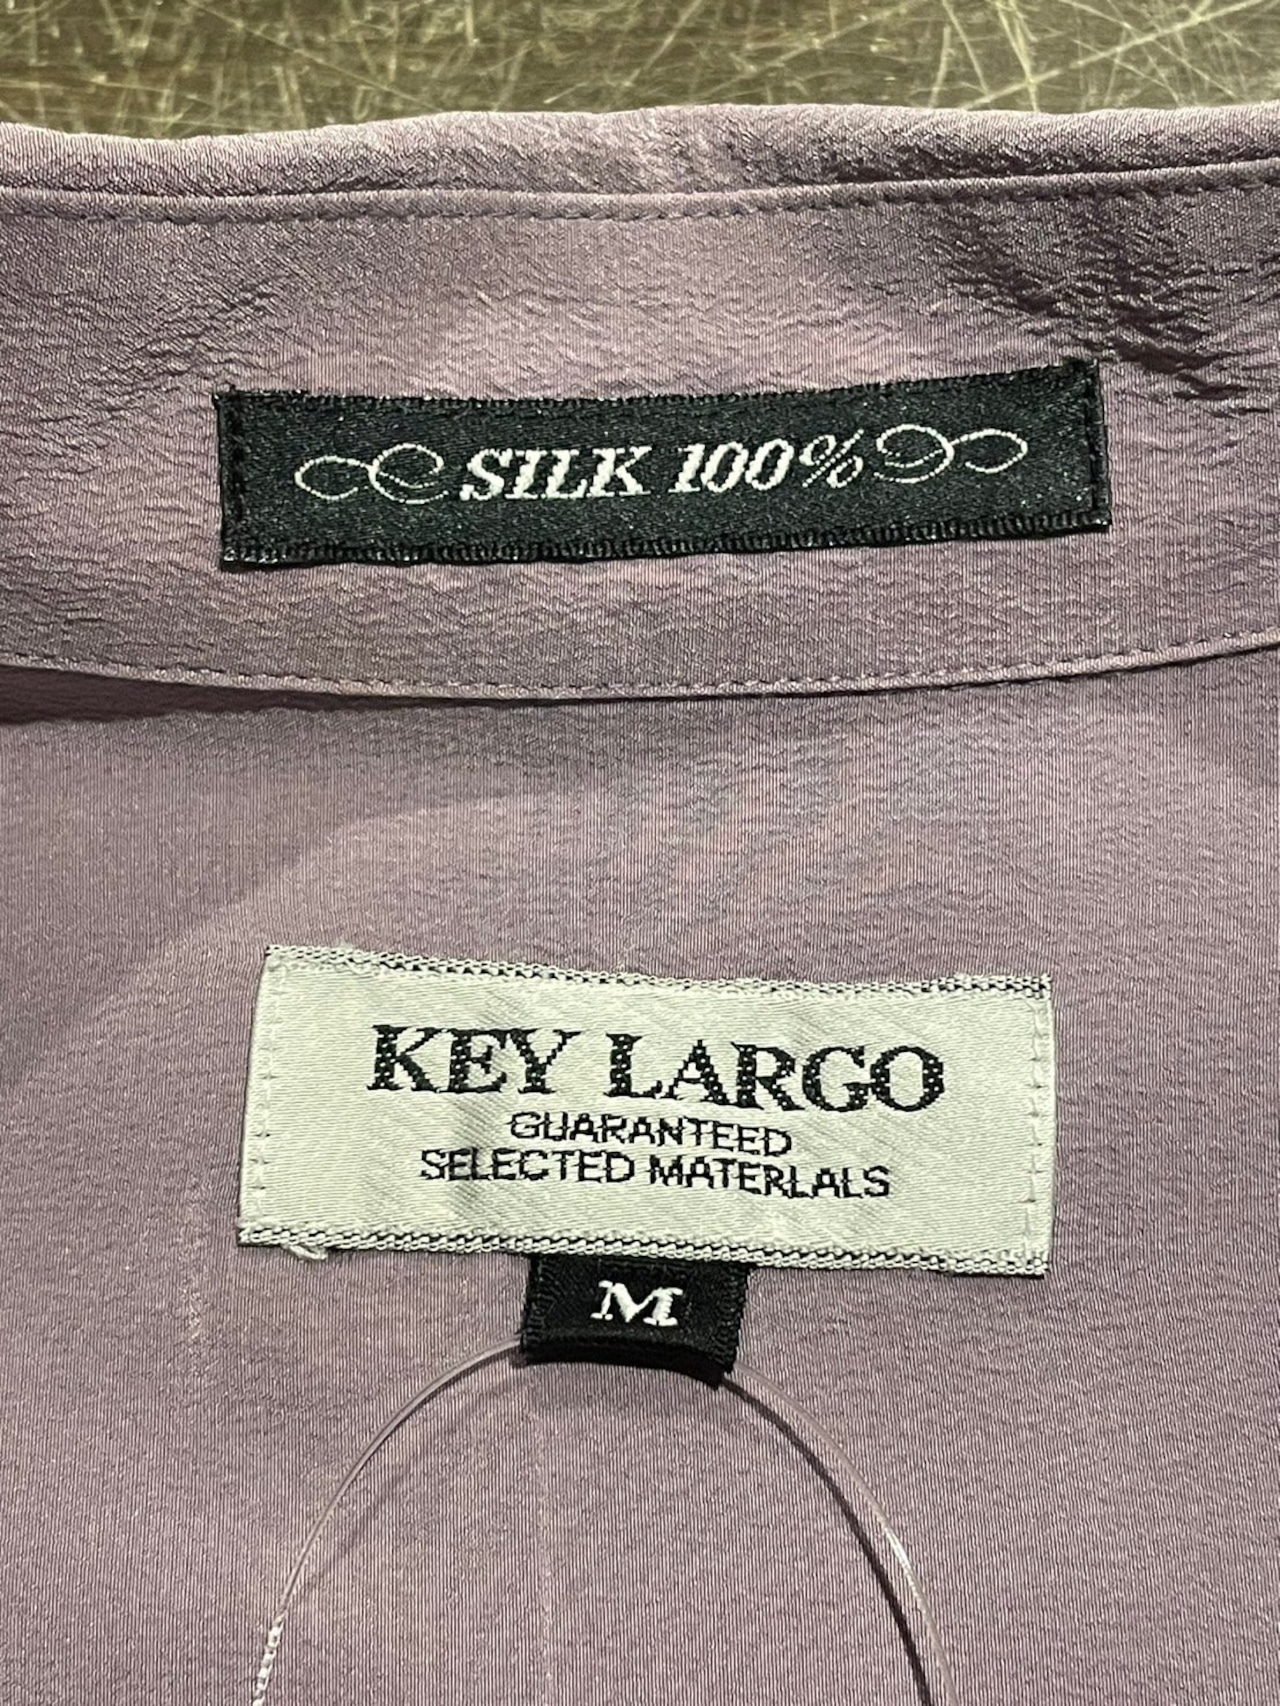 SILK 100%
KEY LARGO
GUARANTEED
SELECTED MATERLALS
M